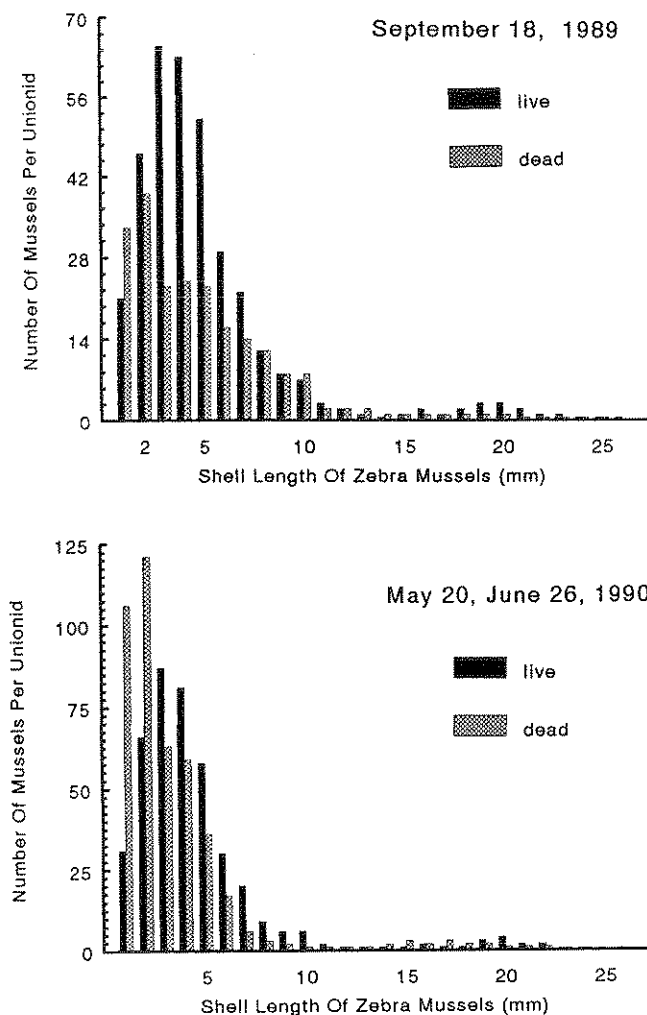 September 18, 1989
live
dead
Number Of Mussels Per Unionid
70
56
42
28
14
0
2
5
10
15
20
25
Shell Length Of Zebra Mussels (mm)
May 20, June 26, 1990
live
dead
Number Of Mussels Per Unionid
125
100
75
50
25
0
5
10
15
20
25
Shell Length Of Zebra Mussels (mm)